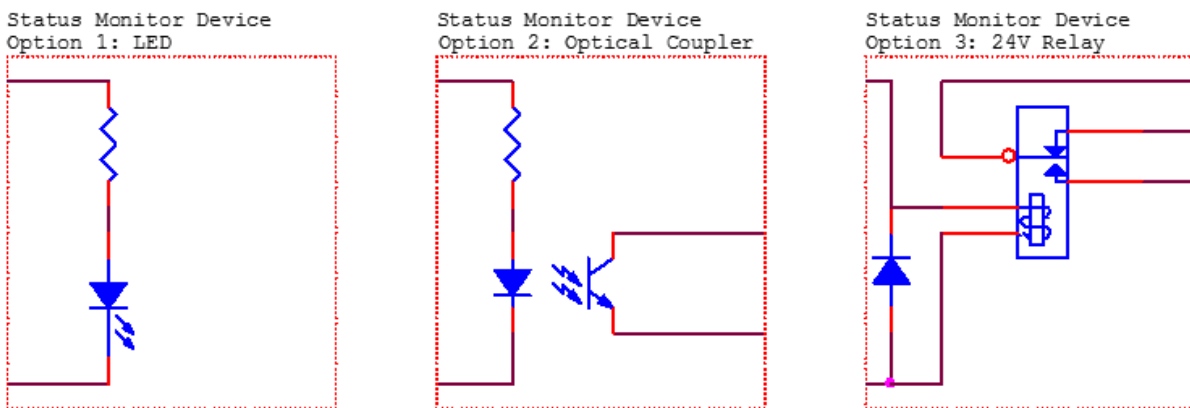 Status Monitor Device
Option 1: LED
Status Monitor Device
Option 2: Optical Coupler
Status Monitor Device
Option 3: 24V Relay